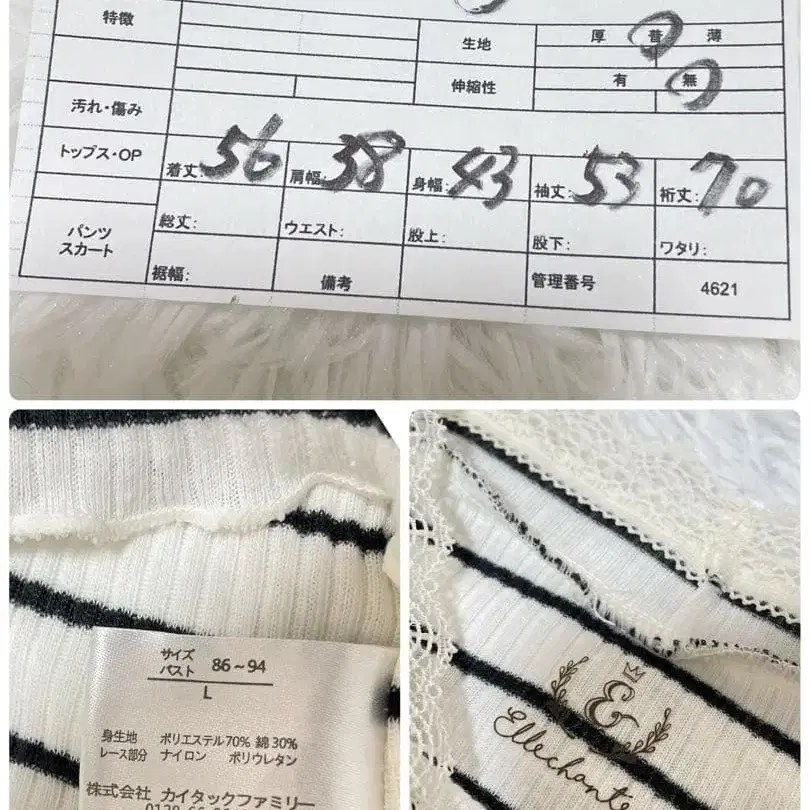 特徴
生地 厚 普 薄
伸縮性 有 無
汚れ・傷み
トップス・OP 着丈: 56 肩幅: 38 身幅: 43 袖丈: 53 裄丈: 70
パンツ スカート
総丈: ウエスト: 股上: 股下: ワタリ:
裾幅: 備考 管理番号 4621
サイズ
バスト 86~94
L
身生地 ポリエステル70% 綿30%
レース部分 ナイロン ポリウレタン
株式会社 カイタックファミリー
&
Ellechanté